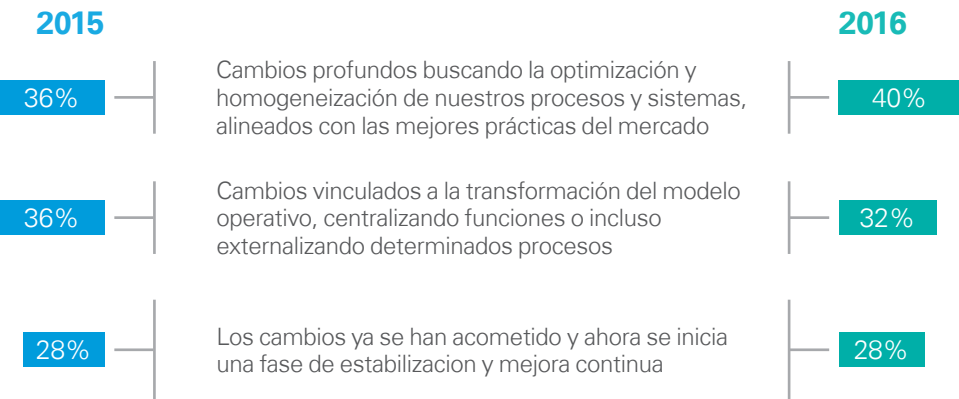 2015
2016
36%
Cambios profundos buscando la optimización y
homogeneización de nuestros procesos y sistemas,
alineados con las mejores prácticas del mercado
40%
36%
Cambios vinculados a la transformación del modelo
operativo, centralizando funciones o incluso
externalizando determinados procesos
32%
28%
Los cambios ya se han acometido y ahora se inicia
una fase de estabilizacion y mejora continua
28%